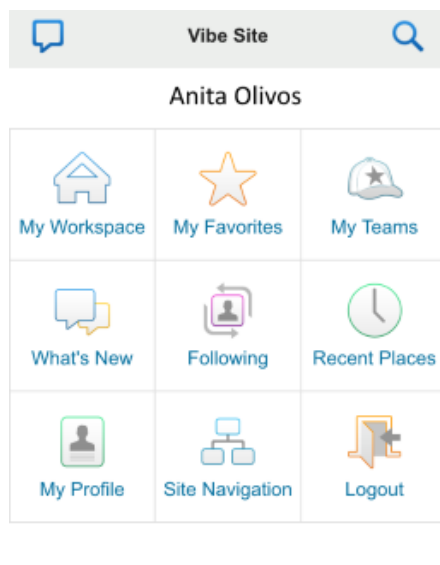 Vibe Site
Anita Olivos
My Workspace My Favorites My Teams
What's New Following Recent Places
My Profile Site Navigation Logout